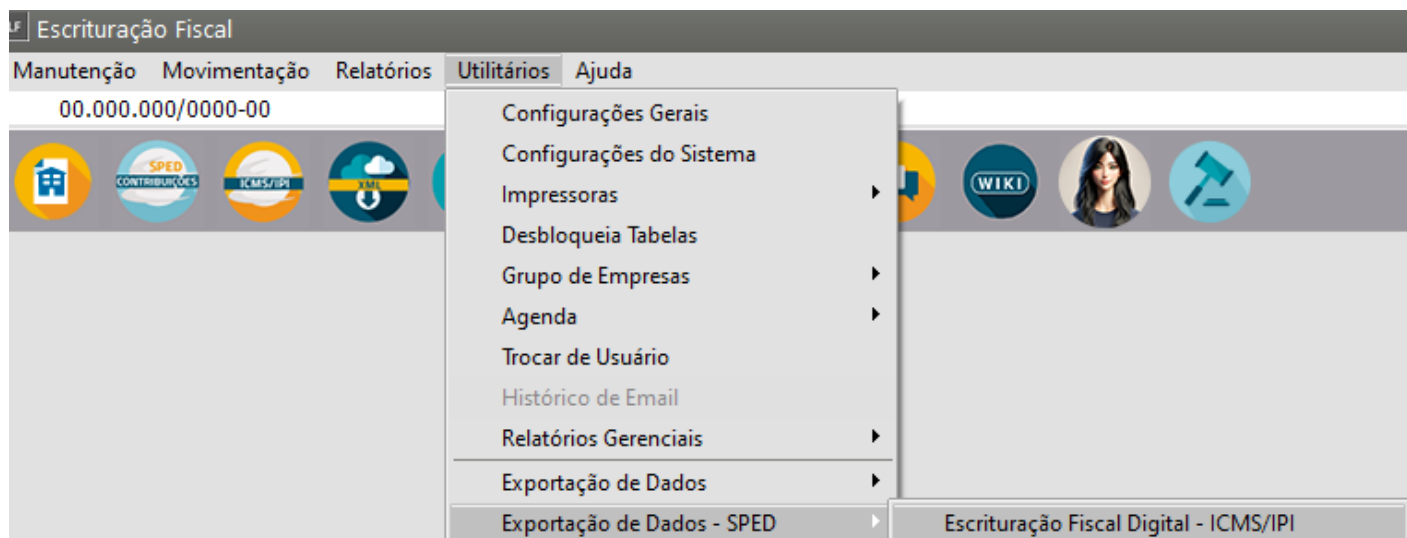 LF Escrituração Fiscal
Manutenção Movimentação Relatórios Utilitários Ajuda
00.000.000/0000-00
SPED
CONTRIBUIÇÕES
ICMS/IPI
XML
WIKI
Configurações Gerais
Configurações do Sistema
Impressoras
Desbloqueia Tabelas
Grupo de Empresas
Agenda
Trocar de Usuário
Histórico de Email
Relatórios Gerenciais
Exportação de Dados
Exportação de Dados - SPED
Escrituração Fiscal Digital - ICMS/IPI